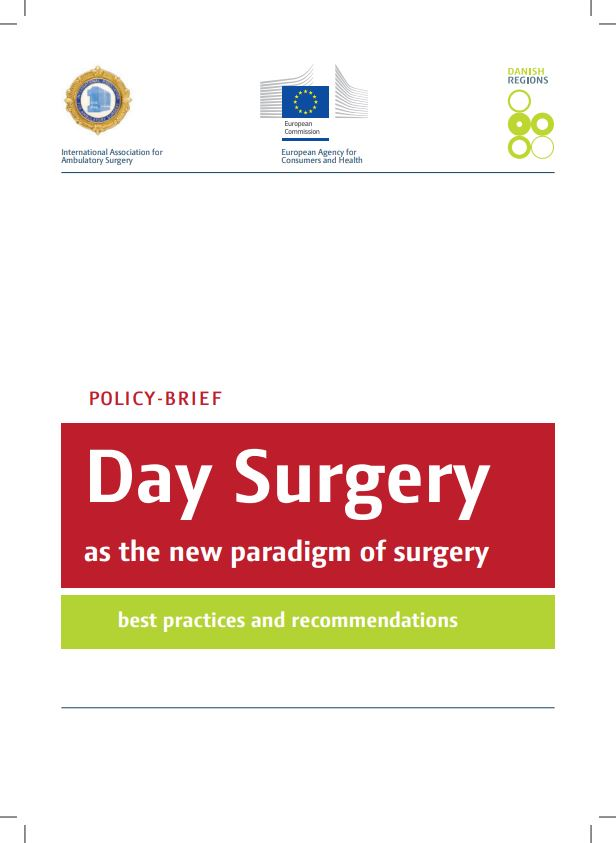 DANISH
REGIONS
European
Commission
International Association for
Ambulatory Surgery
European Agency for
Consumers and Health
POLICY-BRIEF
Day Surgery
as the new paradigm of surgery
best practices and recommendations